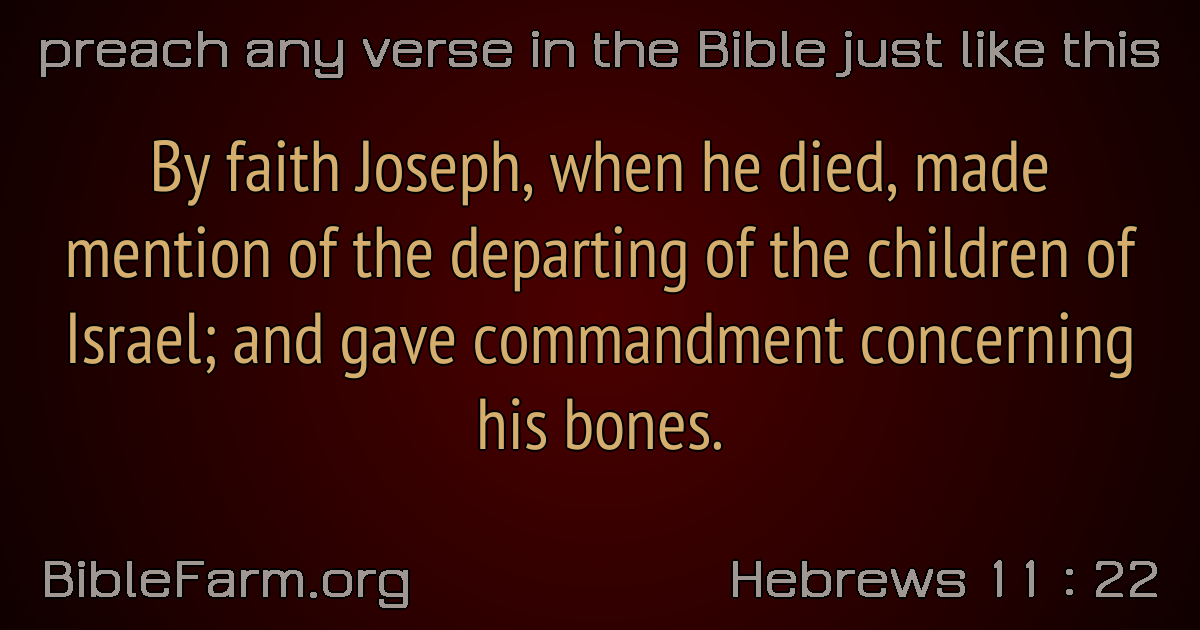 preach any verse in the Bible just like this
By faith Joseph, when he died, made
mention of the departing of the children of
Israel; and gave commandment concerning
his bones.
BibleFarm.org
Hebrews 11 : 22